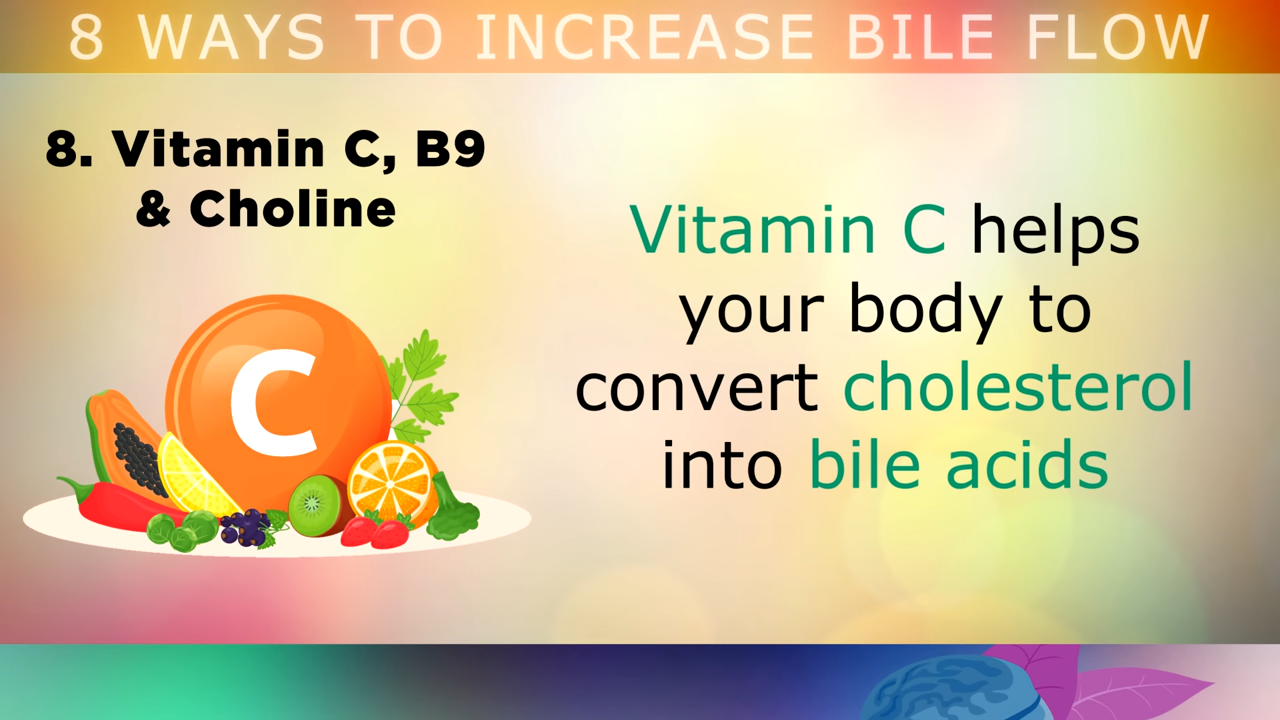 8 WAYS TO INCREASE BILE FLOW
8. Vitamin C, B9
& Choline
C
Vitamin C helps
your body to
convert cholesterol
into bile acids